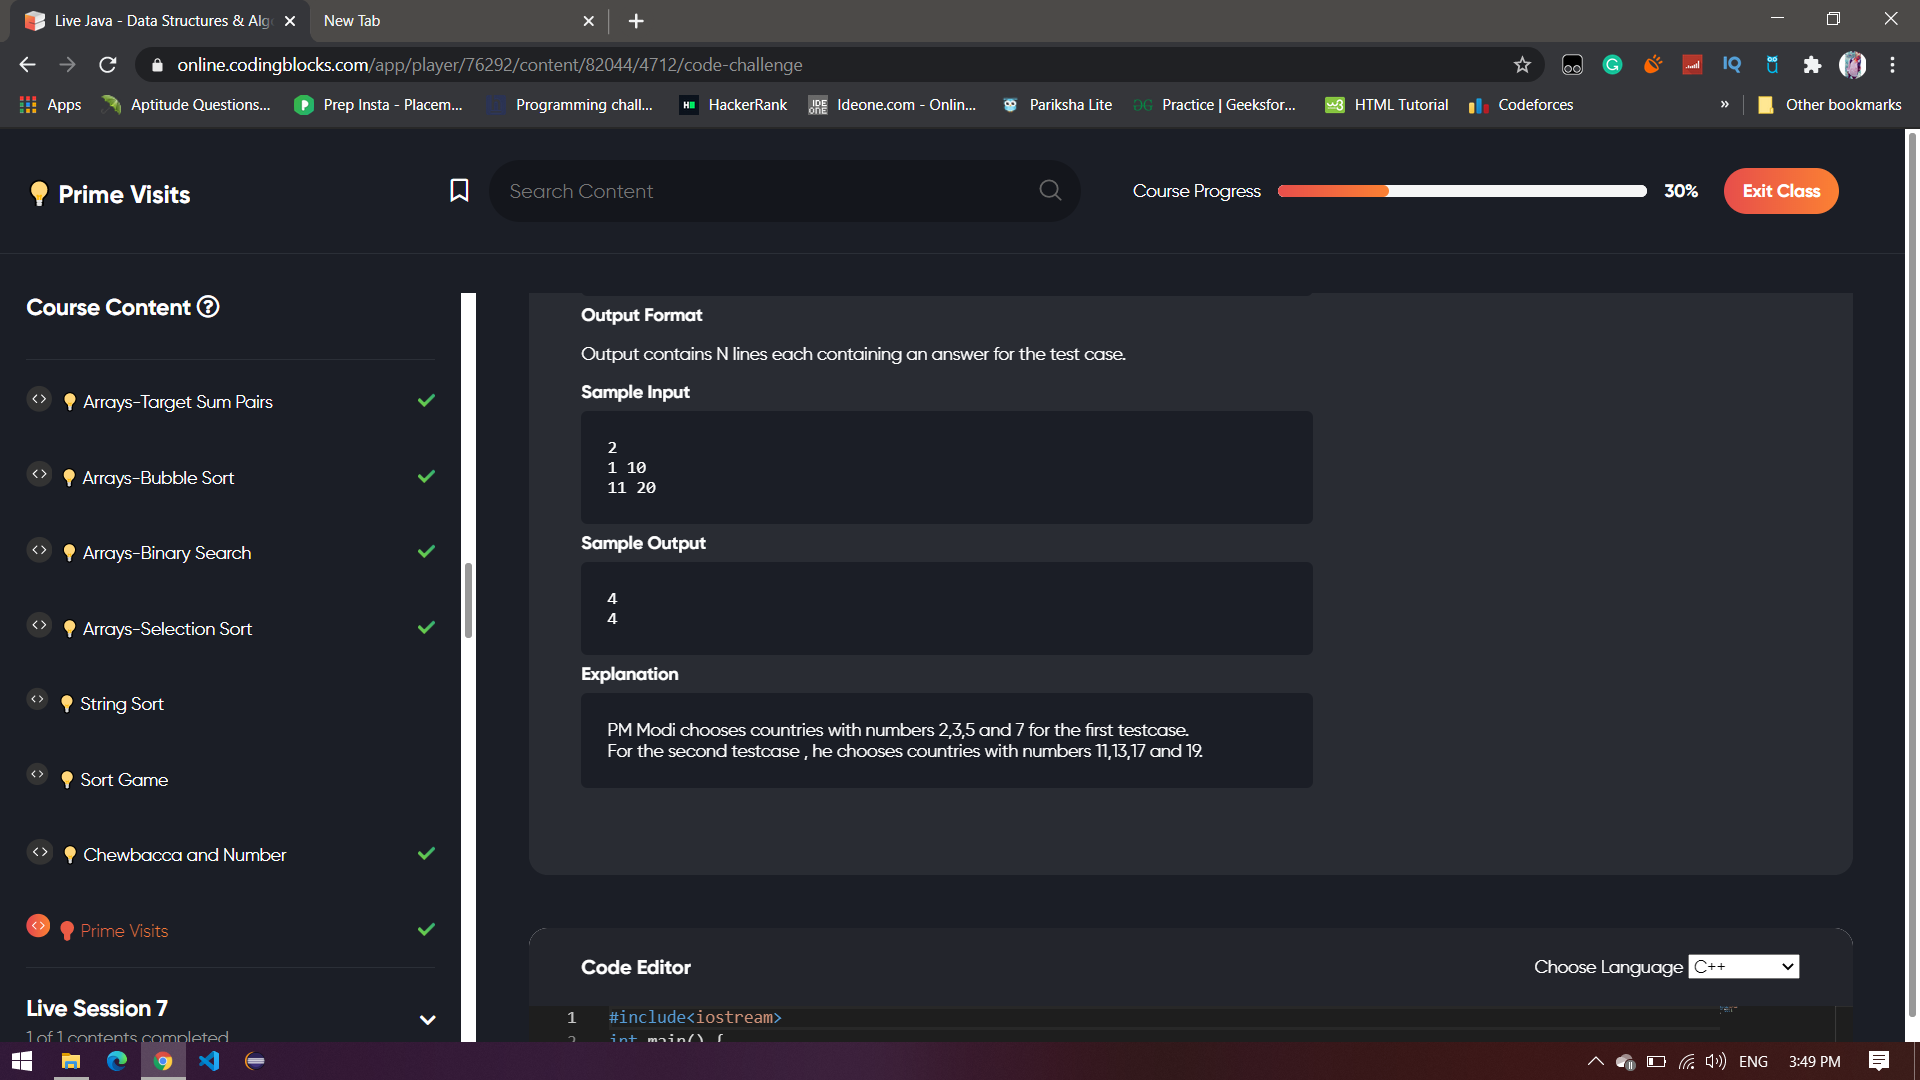 Live Java - Data Structures & Alg
New Tab
online.codingblocks.com/app/player/76292/content/82044/4712/code-challenge
Apps
Aptitude Questions...
Prep Insta - Placem...
Programming chall...
HackerRank
Ideone.com - Onlin...
Pariksha Lite
Practice | Geeksfor...
HTML Tutorial
Codeforces
»
Other bookmarks
Prime Visits
Search Content
Course Progress
30%
Exit Class
Course Content
Arrays-Target Sum Pairs
Arrays-Bubble Sort
Arrays-Binary Search
Arrays-Selection Sort
String Sort
Sort Game
Chewbacca and Number
Prime Visits
Live Session 7
1 of 1 contents completed
Output Format
Output contains N lines each containing an answer for the test case.
Sample Input
2
1 10
11 20
Sample Output
4
4
Explanation
PM Modi chooses countries with numbers 2,3,5 and 7 for the first testcase.
For the second testcase , he chooses countries with numbers 11,13,17 and 19.
Code Editor
Choose Language C++
1 #include<iostream>
2 int main() {
ENG
3:49 PM